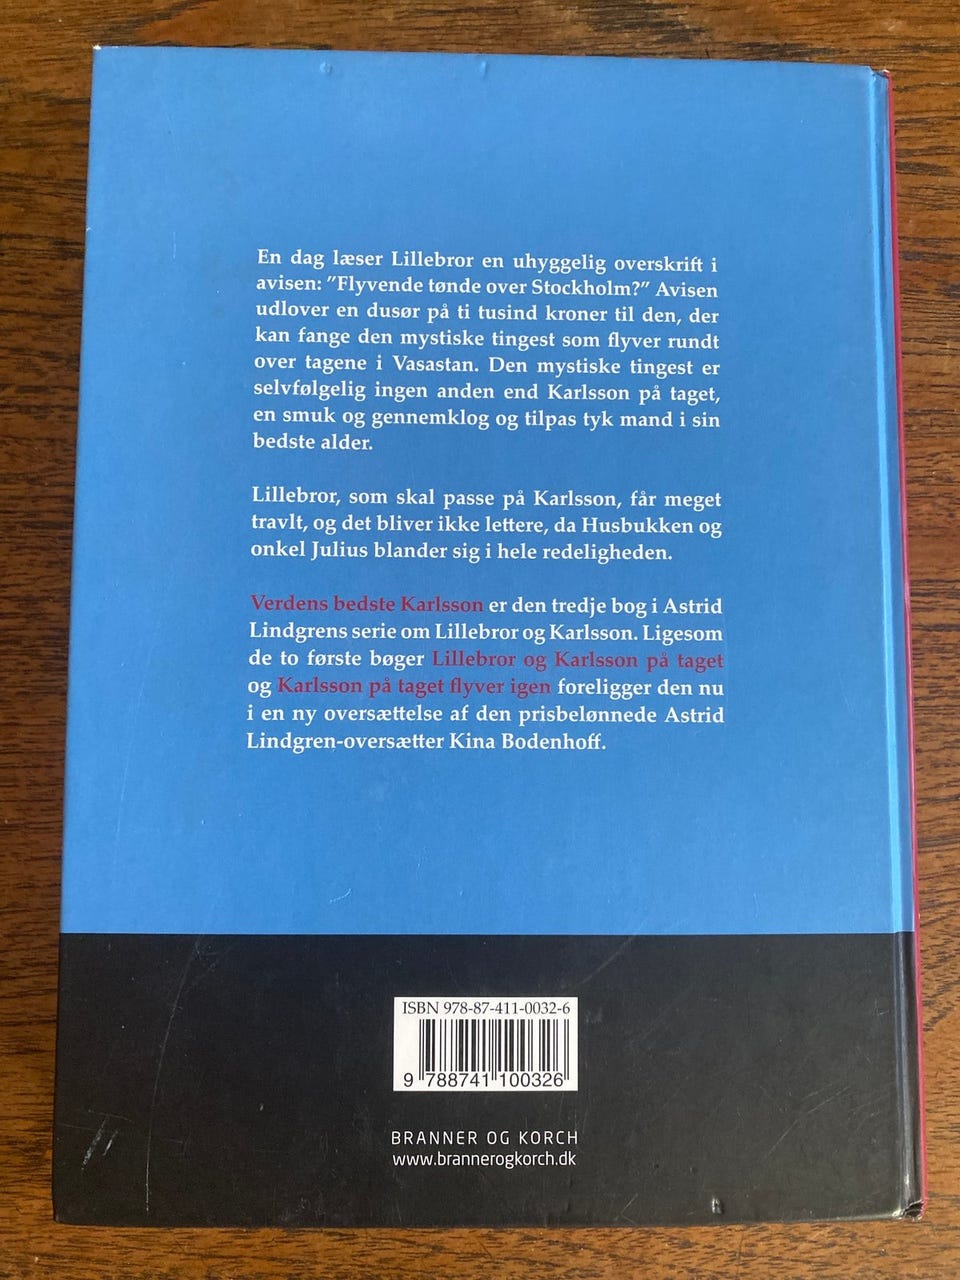 En dag læser Lillebror en uhyggelig overskrift i
avisen: ”Flyvende tønde over Stockholm?” Avisen
udlover en dusør på ti tusind kroner til den, der
kan fange den mystiske tingest som flyver rundt
over tagene i Vasastan. Den mystiske tingest er
selvfølgelig ingen anden end Karlsson på taget,
en smuk og gennemklog og tilpas tyk mand i sin
bedste alder.
Lillebror, som skal passe på Karlsson, får meget
travlt, og det bliver ikke lettere, da Husbukken og
onkel Julius blander sig i hele redeligheden.
Verdens bedste Karlsson er den tredje bog i Astrid
Lindgrens serie om Lillebror og Karlsson. Ligesom
de to første bøger Lillebror og Karlsson på taget
og Karlsson på taget flyver igen foreligger den nu
i en ny oversættelse af den prisbelønnede Astrid
Lindgren-oversætter Kina Bodenhoff.
ISBN 978-87-411-0032-6
9 788741 100326
BRANNER OG KORCH
www.brannerogkorch.dk